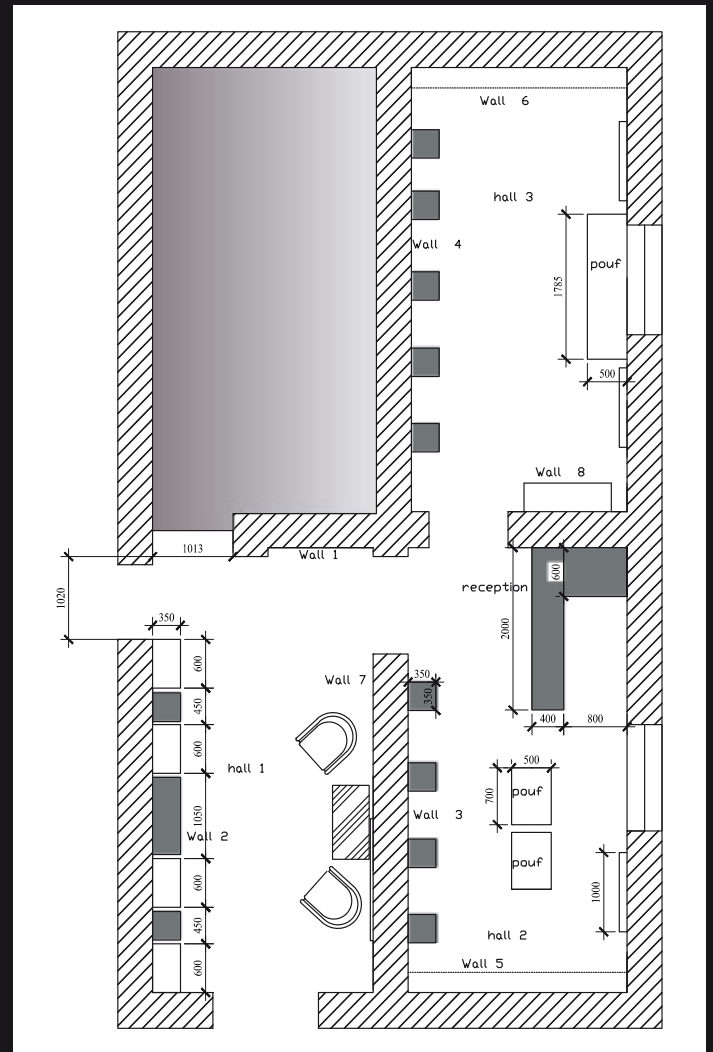 Wall 6
hall 3
Wall 4
pouf
1785
500
Wall 8
1013
Wall 1
600
reception
1020
2000
350
600
Wall 7
350
350
450
400
800
600
500
hall 1
700
pouf
1050
Wall 3
Wall 2
pouf
600
1000
450
hall 2
Wall 5
600